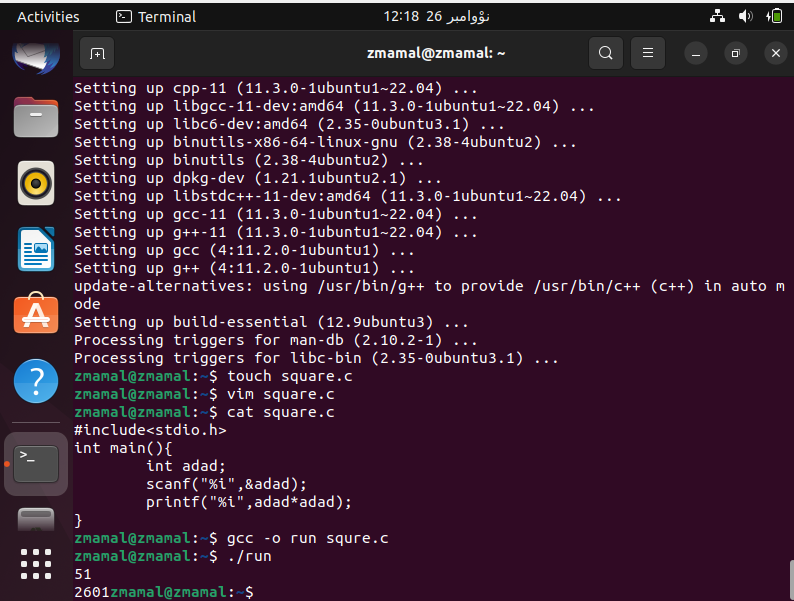 Activities
Terminal
12:18 26 نوْوامبر
zmamal@zmamal: ~
Setting up cpp-11 (11.3.0-1ubuntu1~22.04) ...
Setting up libgcc-11-dev:amd64 (11.3.0-1ubuntu1~22.04) ...
Setting up libc6-dev:amd64 (2.35-0ubuntu3.1) ...
Setting up binutils-x86-64-linux-gnu (2.38-4ubuntu2) ...
Setting up binutils (2.38-4ubuntu2) ...
Setting up dpkg-dev (1.21.1ubuntu2.1) ...
Setting up libstdc++-11-dev:amd64 (11.3.0-1ubuntu1~22.04) ...
Setting up gcc-11 (11.3.0-1ubuntu1~22.04) ...
Setting up g++-11 (11.3.0-1ubuntu1~22.04) ...
Setting up gcc (4:11.2.0-1ubuntu1) ...
Setting up g++ (4:11.2.0-1ubuntu1) ...
update-alternatives: using /usr/bin/g++ to provide /usr/bin/c++ (c++) in auto m
ode
Setting up build-essential (12.9ubuntu3) ...
Processing triggers for man-db (2.10.2-1) ...
Processing triggers for libc-bin (2.35-0ubuntu3.1) ...
zmamal@zmamal:~$ touch square.c
zmamal@zmamal:~$ vim square.c
zmamal@zmamal:~$ cat square.c
#include<stdio.h>
int main(){
        int adad;
        scanf("%i",&adad);
        printf("%i",adad*adad);
}
zmamal@zmamal:~$ gcc -o run squre.c
zmamal@zmamal:~$ ./run
51
2601zmamal@zmamal:~$